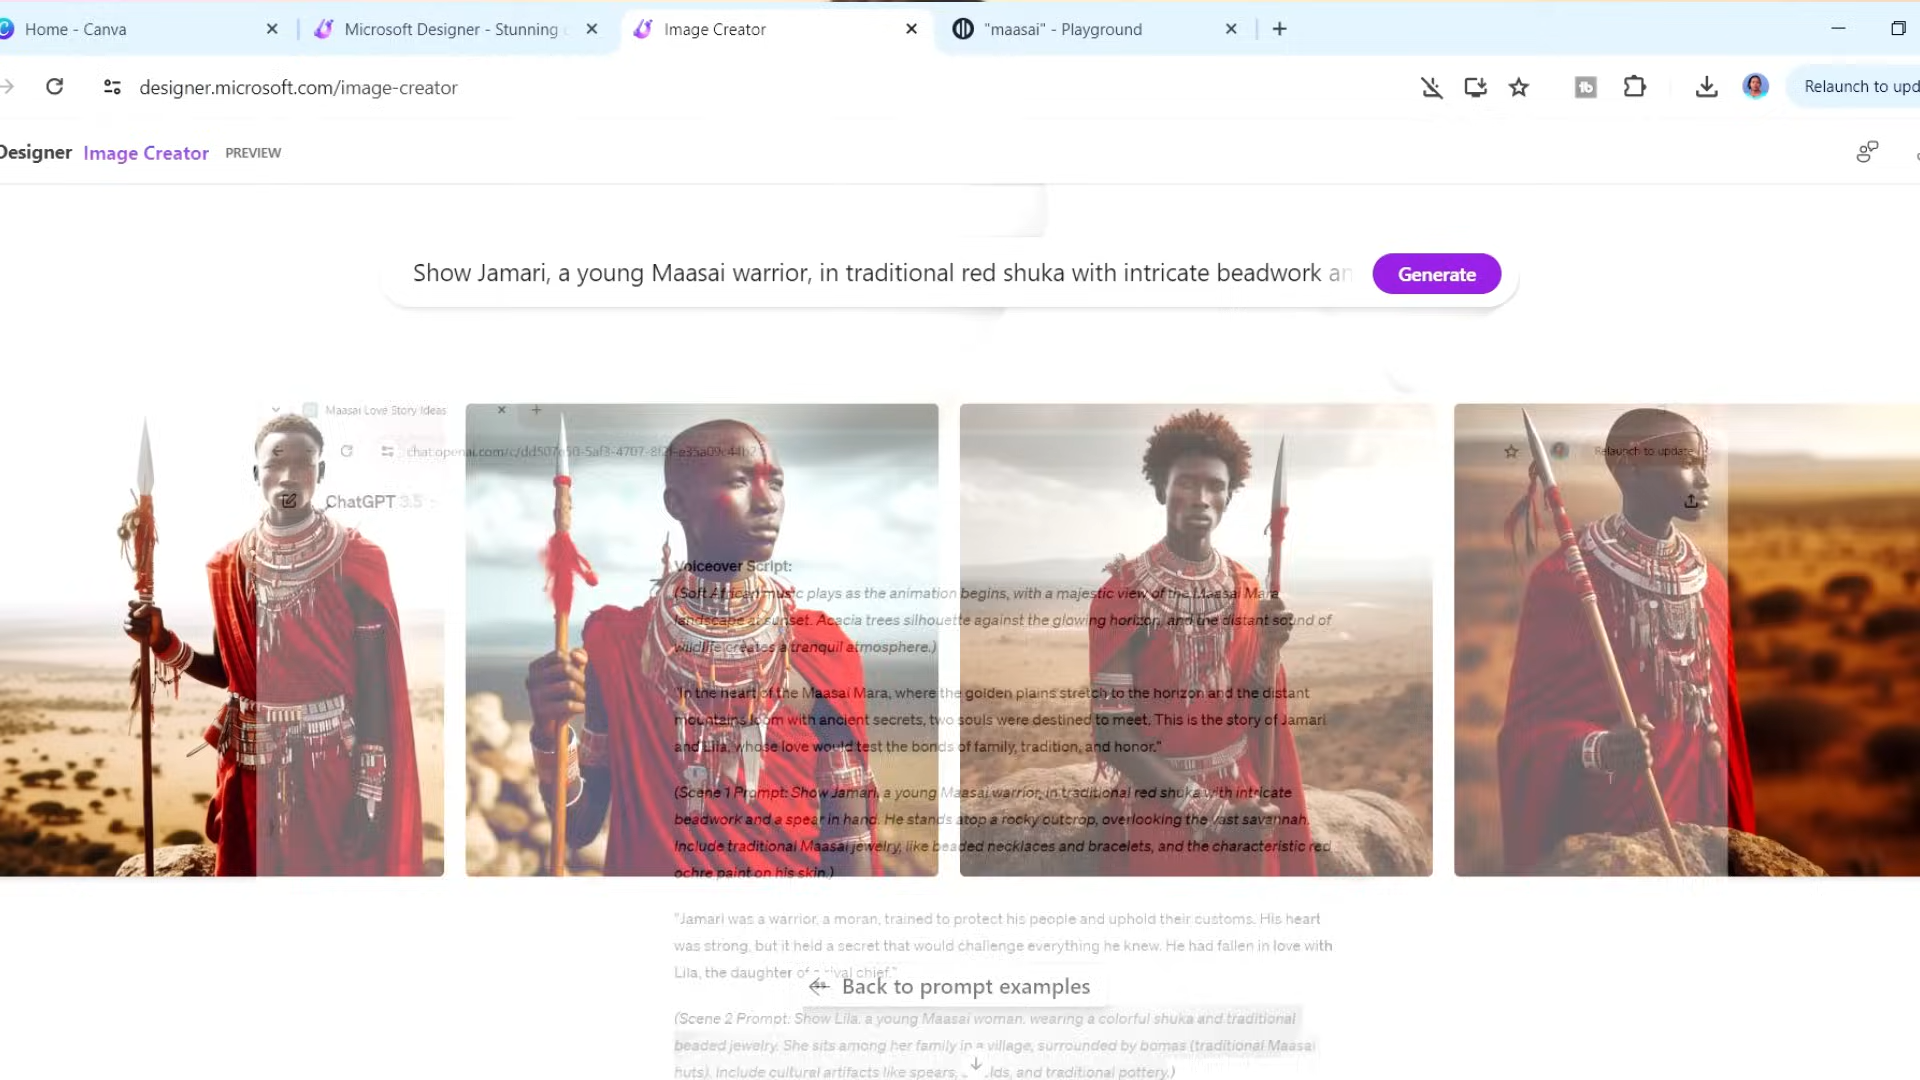 Home - Canva
Microsoft Designer - Stunning
Image Creator
"maasai" - Playground
designer.microsoft.com/image-creator
Relaunch to upd
Designer Image Creator PREVIEW
Show Jamari, a young Maasai warrior, in traditional red shuka with intricate beadwork an
Generate
Maasai Love Story Ideas
Relaunch to update
ChatGPT 3.5
Voiceover Script:
(Soft African music plays as the animation begins, with a majestic view of the Maasai Mara
landscape at sunset. Acacia trees silhouette against the glowing horizon, and the distant sound of
wildlife creates a tranquil atmosphere.)
"In the heart of the Maasai Mara, where the golden plains stretch to the horizon and the distant
mountains loom with ancient secrets, two souls were destined to meet. This is the story of Jamari
and Lila, whose love would test the bonds of family, tradition, and honor."
(Scene 1 Prompt: Show Jamari, a young Maasai warrior, in traditional red shuka with intricate
beadwork and a spear in hand. He stands atop a rocky outcrop, overlooking the vast savannah.
Include traditional Maasai jewelry, like beaded necklaces and bracelets, and the characteristic red
ochre paint on his skin.)
"Jamari was a warrior, a moran, trained to protect his people and uphold their customs. His heart
was strong, but it held a secret that would challenge everything he knew. He had fallen in love with
Lila, the daughter of a rival chief."
Back to prompt examples
(Scene 2 Prompt: Show Lila, a young Maasai woman, wearing a colorful shuka and traditional
beaded jewelry. She sits among her family in a village, surrounded by bomas (traditional Maasai
huts). Include cultural artifacts like spears, and traditional pottery.)